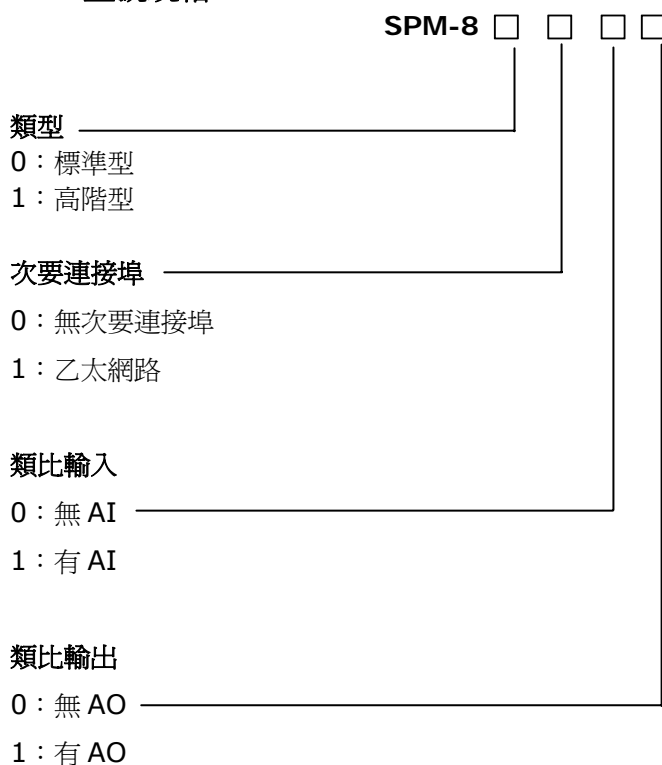 SPM-8 □ □ □ □
類型
0：標準型
1：高階型
次要連接埠
0：無次要連接埠
1：乙太網路
類比輸入
0：無 AI
1：有 AI
類比輸出
0：無 AO
1：有 AO